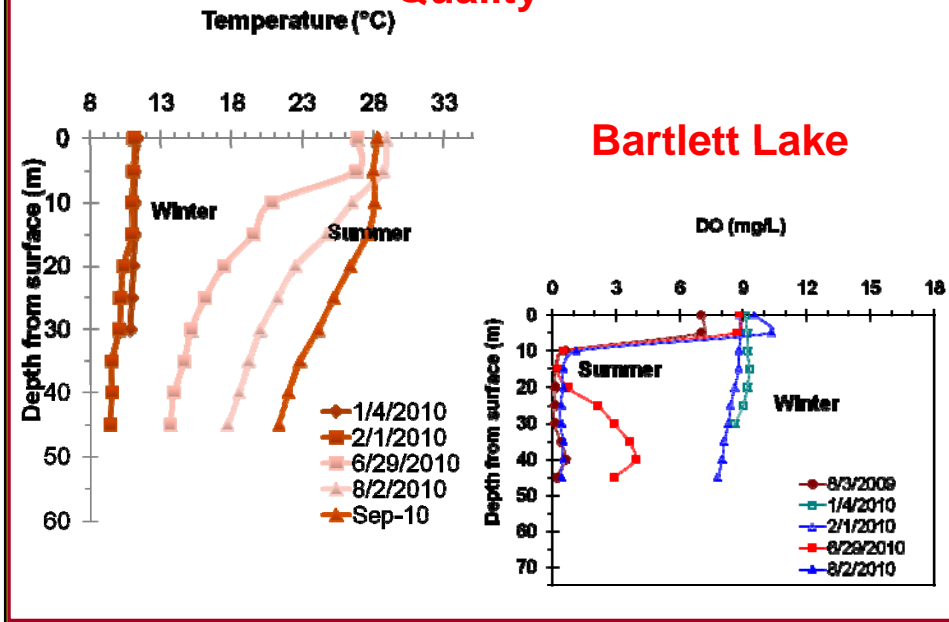 Quality
Temperature (°C)
8 13 18 23 28 33
0
10
20
30
40
50
60
Depth from surface (m)
Winter
Summer
1/4/2010
2/1/2010
6/29/2010
8/2/2010
Sep-10
Bartlett Lake
DO (mg/L)
0 3 6 9 12 15 18
0
10
20
30
40
50
60
70
Depth from surface (m)
Summer
Winter
8/3/2009
1/4/2010
2/1/2010
6/29/2010
8/2/2010